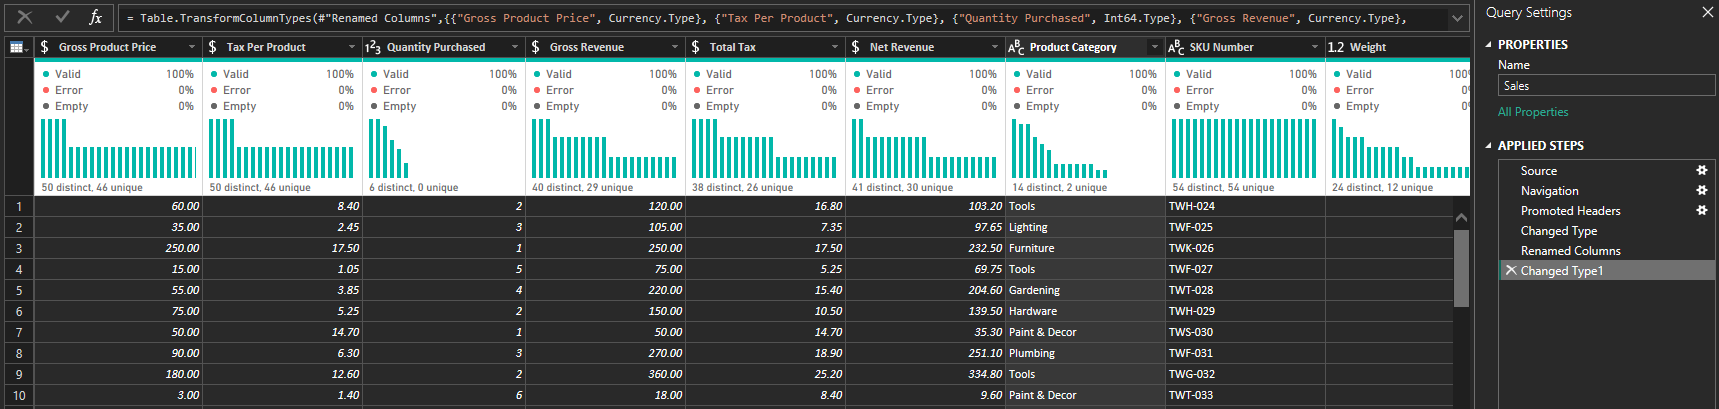 = Table.TransformColumnTypes(#"Renamed Columns",{{"Gross Product Price", Currency.Type}, {"Tax Per Product", Currency.Type}, {"Quantity Purchased", Int64.Type}, {"Gross Revenue", Currency.Type},
$ Gross Product Price $ Tax Per Product 1²3 Quantity Purchased $ Gross Revenue $ Total Tax $ Net Revenue ABC Product Category ABC SKU Number 1.2 Weight
Valid 100% Valid 100% Valid 100% Valid 100% Valid 100% Valid 100% Valid 100% Valid 100% Valid 100%
Error 0% Error 0% Error 0% Error 0% Error 0% Error 0% Error 0% Error 0% Error 0%
Empty 0% Empty 0% Empty 0% Empty 0% Empty 0% Empty 0% Empty 0% Empty 0% Empty 0%
50 distinct, 46 unique 50 distinct, 46 unique 6 distinct, 0 unique 40 distinct, 29 unique 38 distinct, 26 unique 41 distinct, 30 unique 14 distinct, 2 unique 54 distinct, 54 unique 24 distinct, 12 unique
1 60.00 8.40 2 120.00 16.80 103.20 Tools TWH-024
2 35.00 2.45 3 105.00 7.35 97.65 Lighting TWF-025
3 250.00 17.50 1 250.00 17.50 232.50 Furniture TWK-026
4 15.00 1.05 5 75.00 5.25 69.75 Tools TWF-027
5 55.00 3.85 4 220.00 15.40 204.60 Gardening TWT-028
6 75.00 5.25 2 150.00 10.50 139.50 Hardware TWH-029
7 50.00 14.70 1 50.00 14.70 35.30 Paint & Decor TWS-030
8 90.00 6.30 3 270.00 18.90 251.10 Plumbing TWF-031
9 180.00 12.60 2 360.00 25.20 334.80 Tools TWG-032
10 3.00 1.40 6 18.00 8.40 9.60 Paint & Decor TWT-033
Query Settings
PROPERTIES
Name
Sales
All Properties
APPLIED STEPS
Source
Navigation
Promoted Headers
Changed Type
Renamed Columns
Changed Type1